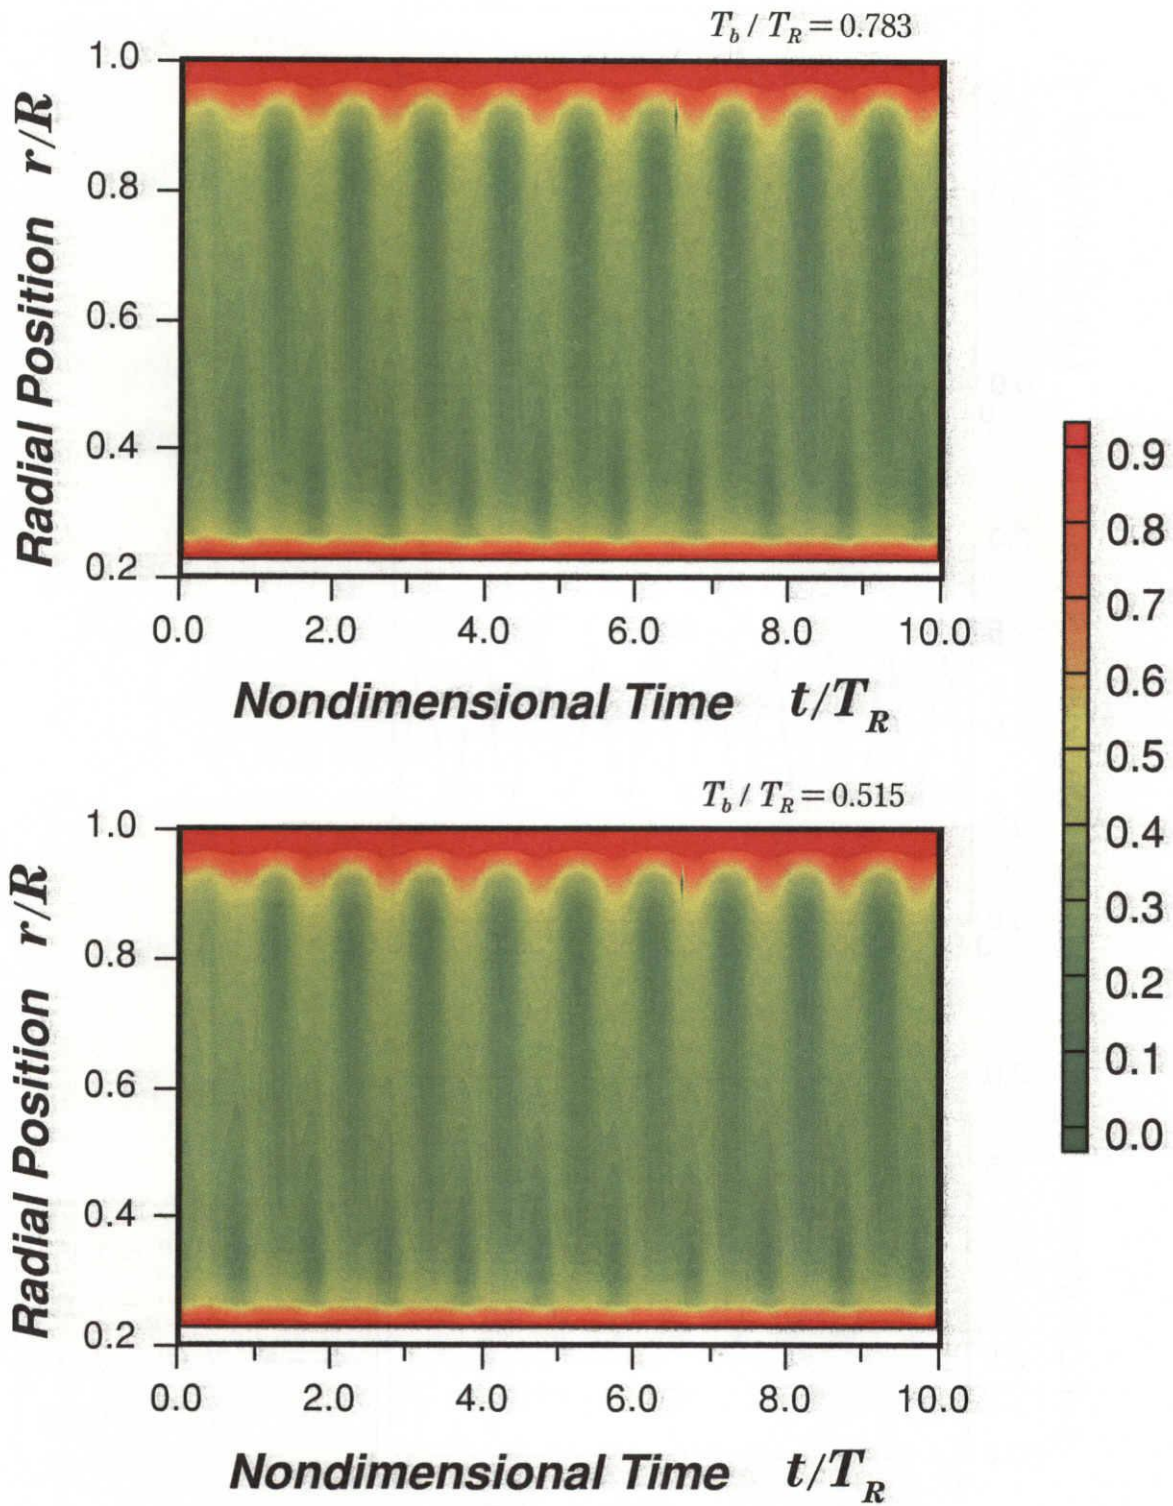 T_b / T_R = 0.783
Radial Position r/R
1.0
0.8
0.6
0.4
0.2
0.0 2.0 4.0 6.0 8.0 10.0
Nondimensional Time t/T_R
T_b / T_R = 0.515
Radial Position r/R
1.0
0.8
0.6
0.4
0.2
0.0 2.0 4.0 6.0 8.0 10.0
Nondimensional Time t/T_R
0.9
0.8
0.7
0.6
0.5
0.4
0.3
0.2
0.1
0.0